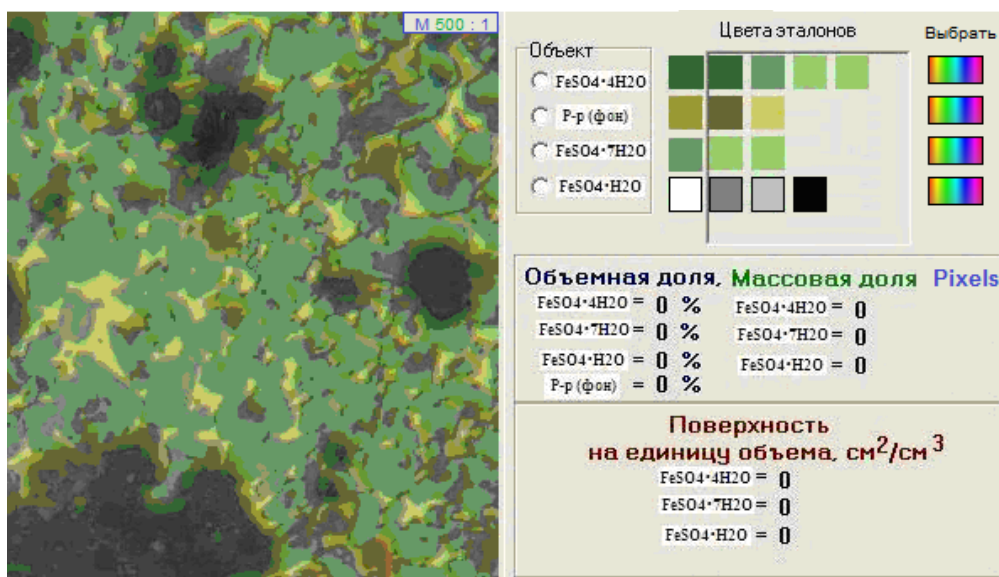 М 500 : 1
Цвета эталонов
Выбрать
Объект
FeSO4•4H2O
Р-р (фон)
FeSO4•7H2O
FeSO4•H2O
Объемная доля, Массовая доля Pixels
FeSO4•4H2O = 0 % FeSO4•4H2O = 0
FeSO4•7H2O = 0 % FeSO4•7H2O = 0
FeSO4•H2O = 0 % FeSO4•H2O = 0
Р-р (фон) = 0 %
Поверхность
на единицу объема, см2/см3
FeSO4•4H2O = 0
FeSO4•7H2O = 0
FeSO4•H2O = 0